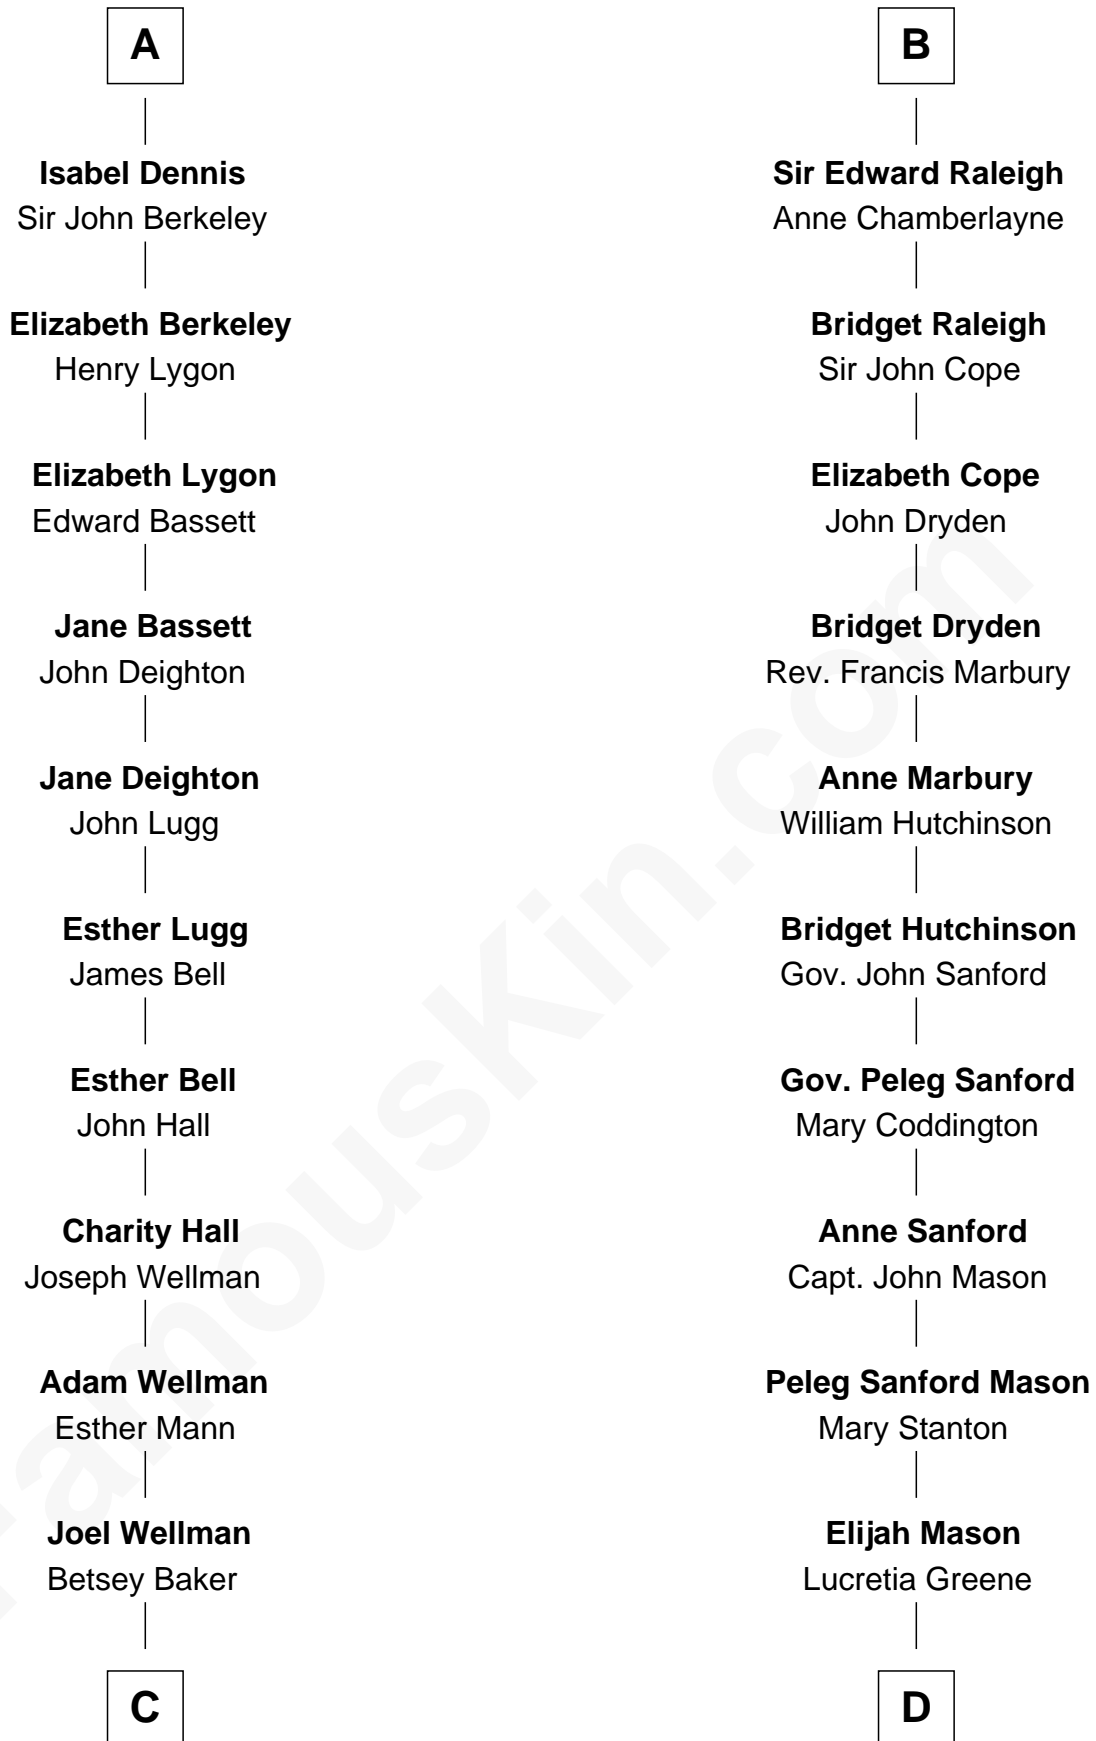 A
Isabel Dennis
Sir John Berkeley
Elizabeth Berkeley
Henry Lygon
Elizabeth Lygon
Edward Bassett
Jane Bassett
John Deighton
Jane Deighton
John Lugg
Esther Lugg
James Bell
Esther Bell
John Hall
Charity Hall
Joseph Wellman
Adam Wellman
Esther Mann
Joel Wellman
Betsey Baker
C
B
Sir Edward Raleigh
Anne Chamberlayne
Bridget Raleigh
Sir John Cope
Elizabeth Cope
John Dryden
Bridget Dryden
Rev. Francis Marbury
Anne Marbury
William Hutchinson
Bridget Hutchinson
Gov. John Sanford
Gov. Peleg Sanford
Mary Coddington
Anne Sanford
Capt. John Mason
Peleg Sanford Mason
Mary Stanton
Elijah Mason
Lucretia Greene
D
FamousKin.com